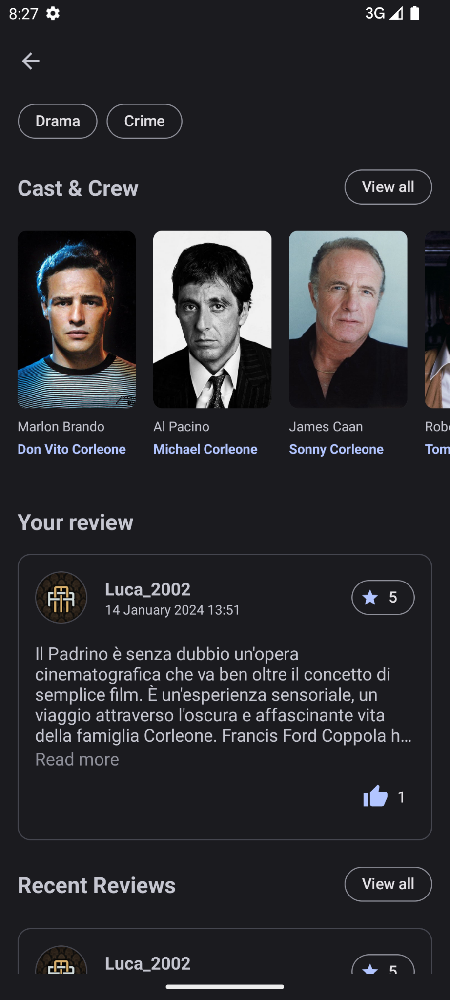 8:27 3G
Drama Crime
Cast & Crew View all
Marlon Brando Al Pacino James Caan
Don Vito Corleone Michael Corleone Sonny Corleone Tom
Your review
Luca_2002 5
14 January 2024 13:51
Il Padrino è senza dubbio un'opera
cinematografica che va ben oltre il concetto di
semplice film. È un'esperienza sensoriale, un
viaggio attraverso l'oscura e affascinante vita
della famiglia Corleone. Francis Ford Coppola h…
Read more
1
Recent Reviews View all
Luca_2002 5